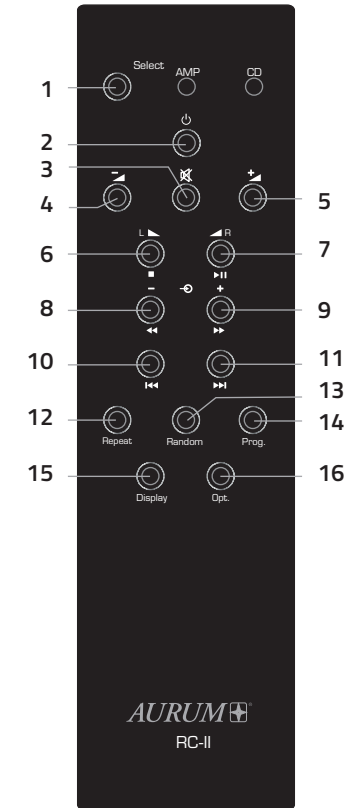 Select
AMP CD
1
2
3
4 5
L R
6 7
8 9
10 11
13
12 14
Repeat Random Prog.
15 16
Display Opt.
AURUM
RC-II